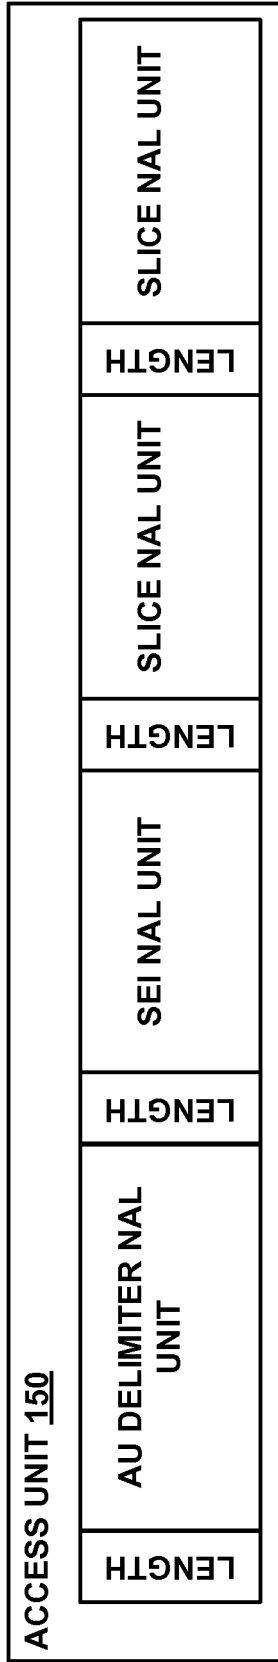 ACCESS UNIT 150
LENGTH
AU DELIMITER NAL
UNIT
LENGTH
SEI NAL UNIT
LENGTH
SLICE NAL UNIT
LENGTH
SLICE NAL UNIT